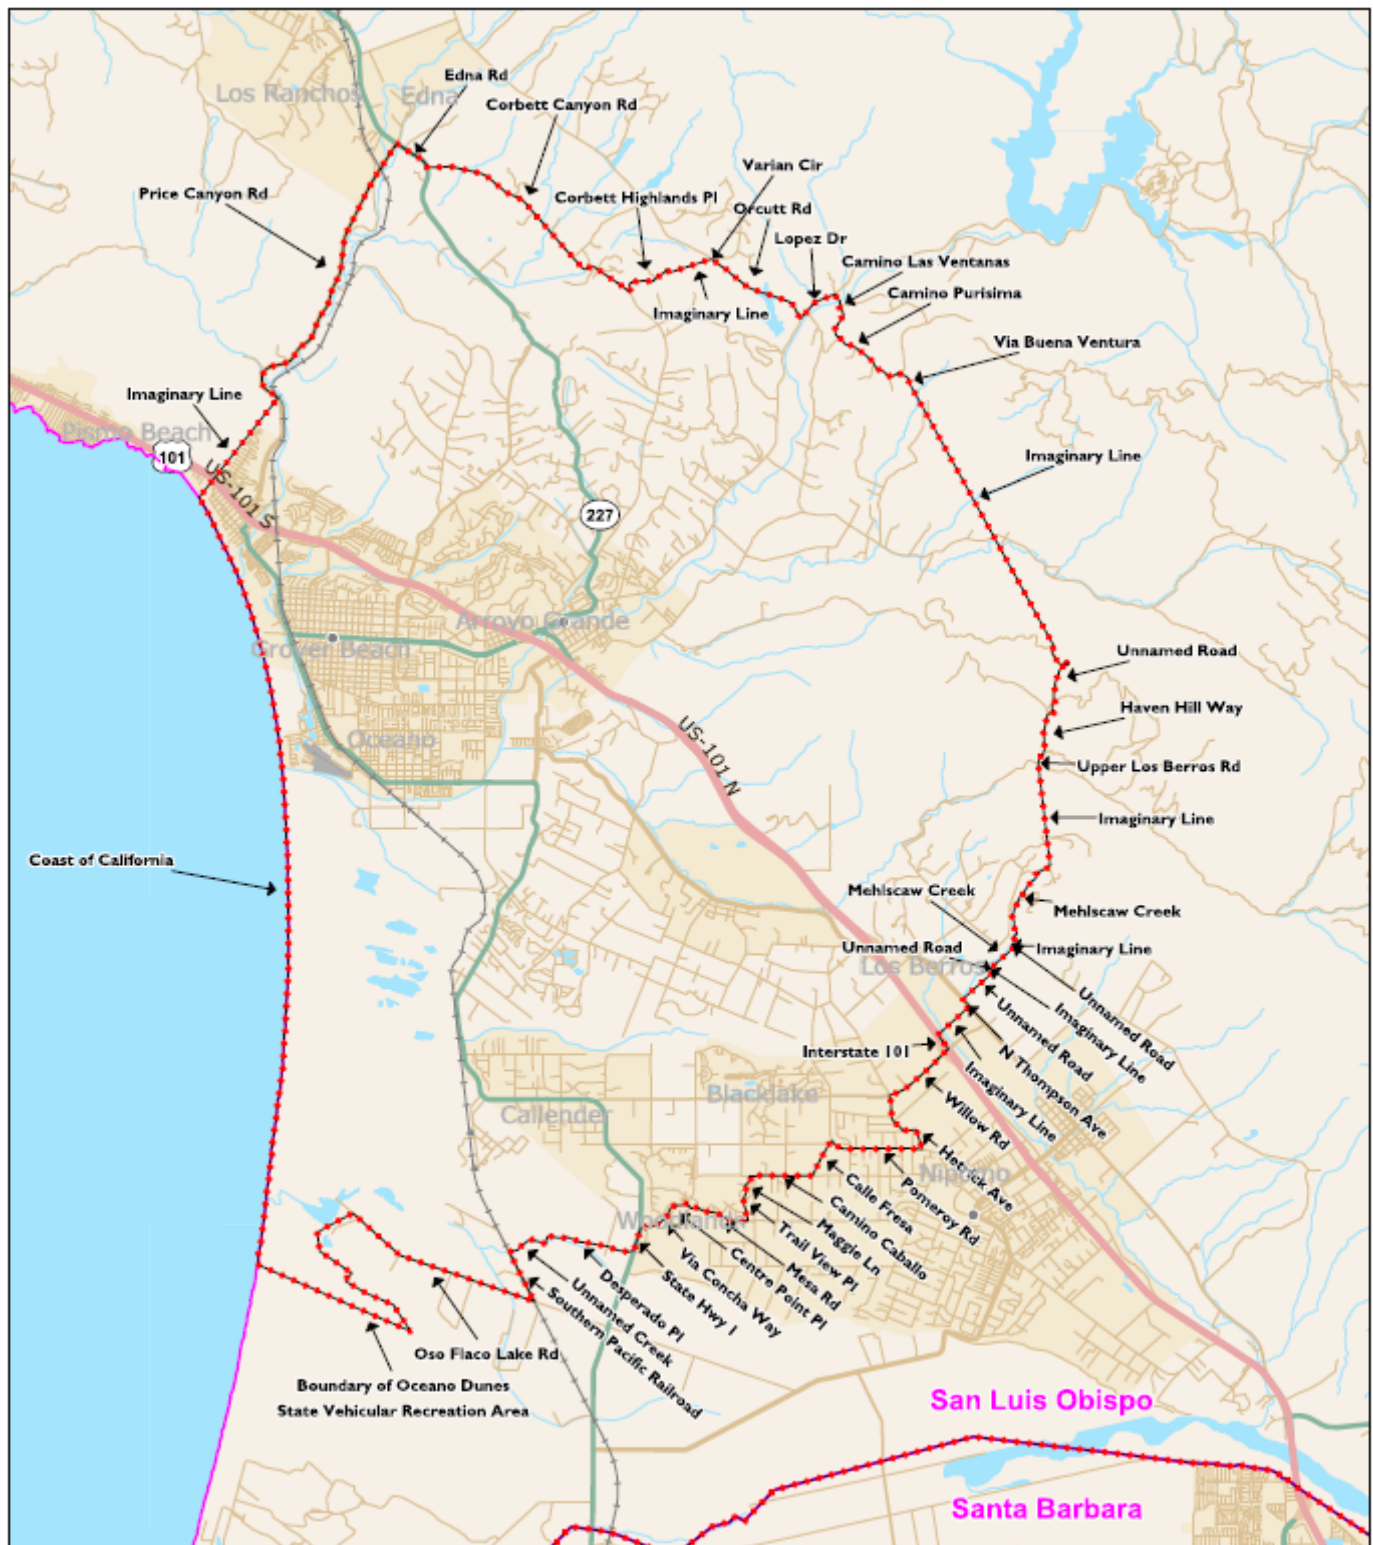 Edna Rd
Los Ranchos
Edna
Corbett Canyon Rd
Varian Cir
Price Canyon Rd
Corbett Highlands Pl
Orcutt Rd
Lopez Dr
Camino Las Ventanas
Camino Purisima
Imaginary Line
Via Buena Ventura
Imaginary Line
Pismo Beach
101
US-101 S
Imaginary Line
227
Arroyo Grande
Grover Beach
Unnamed Road
Haven Hill Way
Oceano
US-101 N
Upper Los Berros Rd
Imaginary Line
Coast of California
Mehlscaw Creek
Mehlscaw Creek
Unnamed Road
Imaginary Line
Los Berros
Unnamed Road
Imaginary Line
Unnamed Road
N Thompson Ave
Interstate 101
Imaginary Line
Blacklake
Callender
Willow Rd
Hetrick Ave
Nipomo
Pomeroy Rd
Calle Fresa
Camino Caballo
Maggie Ln
Trail View Pl
Woodlands
Mesa Rd
Centre Point Pl
Via Concha Way
State Hwy 1
Desperado Pl
Unnamed Creek
Southern Pacific Railroad
Oso Flaco Lake Rd
Boundary of Oceano Dunes
State Vehicular Recreation Area
San Luis Obispo
Santa Barbara